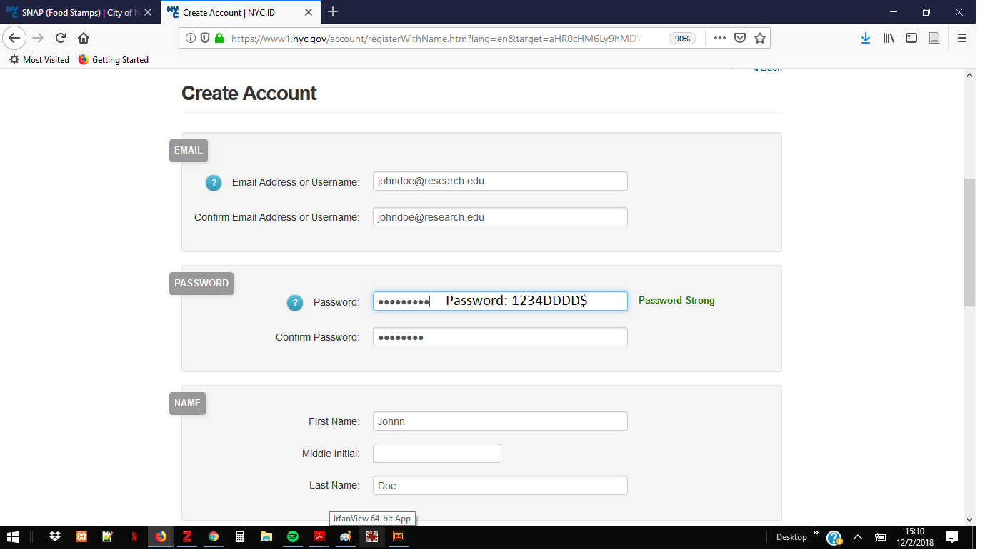 SNAP (Food Stamps) | City of N
Create Account | NYC.ID
https://www1.nyc.gov/account/registerWithName.htm?lang=en&target=aHR0cHM6Ly9hMDY
90%
Most Visited
Getting Started
Back
Create Account
EMAIL
? Email Address or Username: johndoe@research.edu
Confirm Email Address or Username: johndoe@research.edu
PASSWORD
? Password: ●●●●●●●●● Password: 1234DDDD$ Password Strong
Confirm Password: ●●●●●●●●
NAME
First Name: Johnn
Middle Initial:
Last Name: Doe
IrfanView 64-bit App
Desktop
15:10
12/2/2018